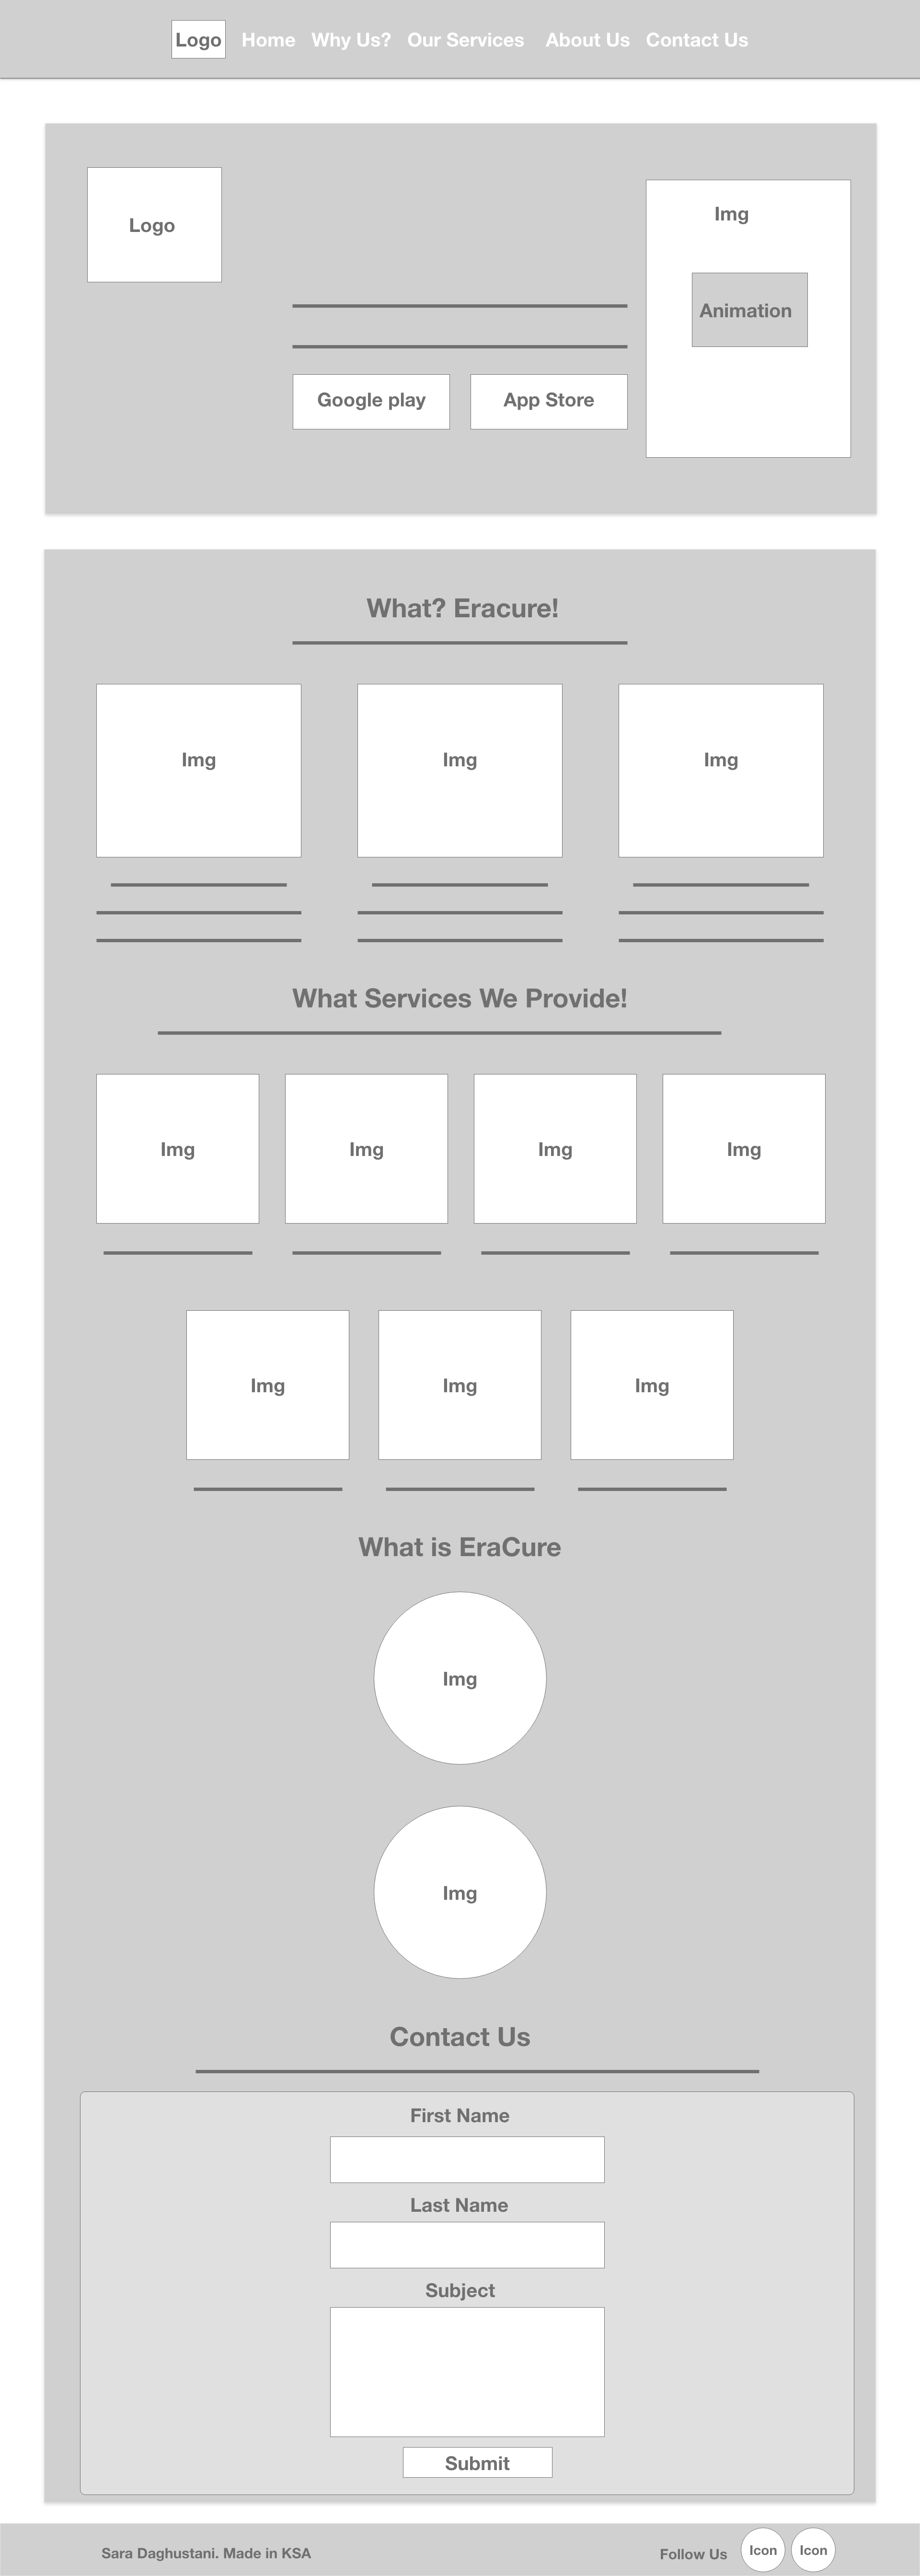 Logo Home Why Us? Our Services About Us Contact Us
Logo
Img
Animation
Google play App Store
What? Eracure!
Img Img Img
What Services We Provide!
Img Img Img Img
Img Img Img
What is EraCure
Img
Img
Contact Us
First Name
Last Name
Subject
Submit
Sara Daghustani. Made in KSA Follow Us Icon Icon